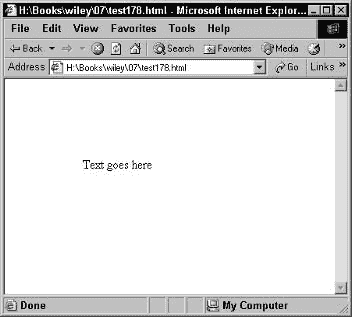 H:\Books\wiley\07\test178.html - Microsoft Internet Explor...
File Edit View Favorites Tools Help
Back Search Favorites Media
Address H:\Books\wiley\07\test178.html Go Links
Text goes here
Done My Computer